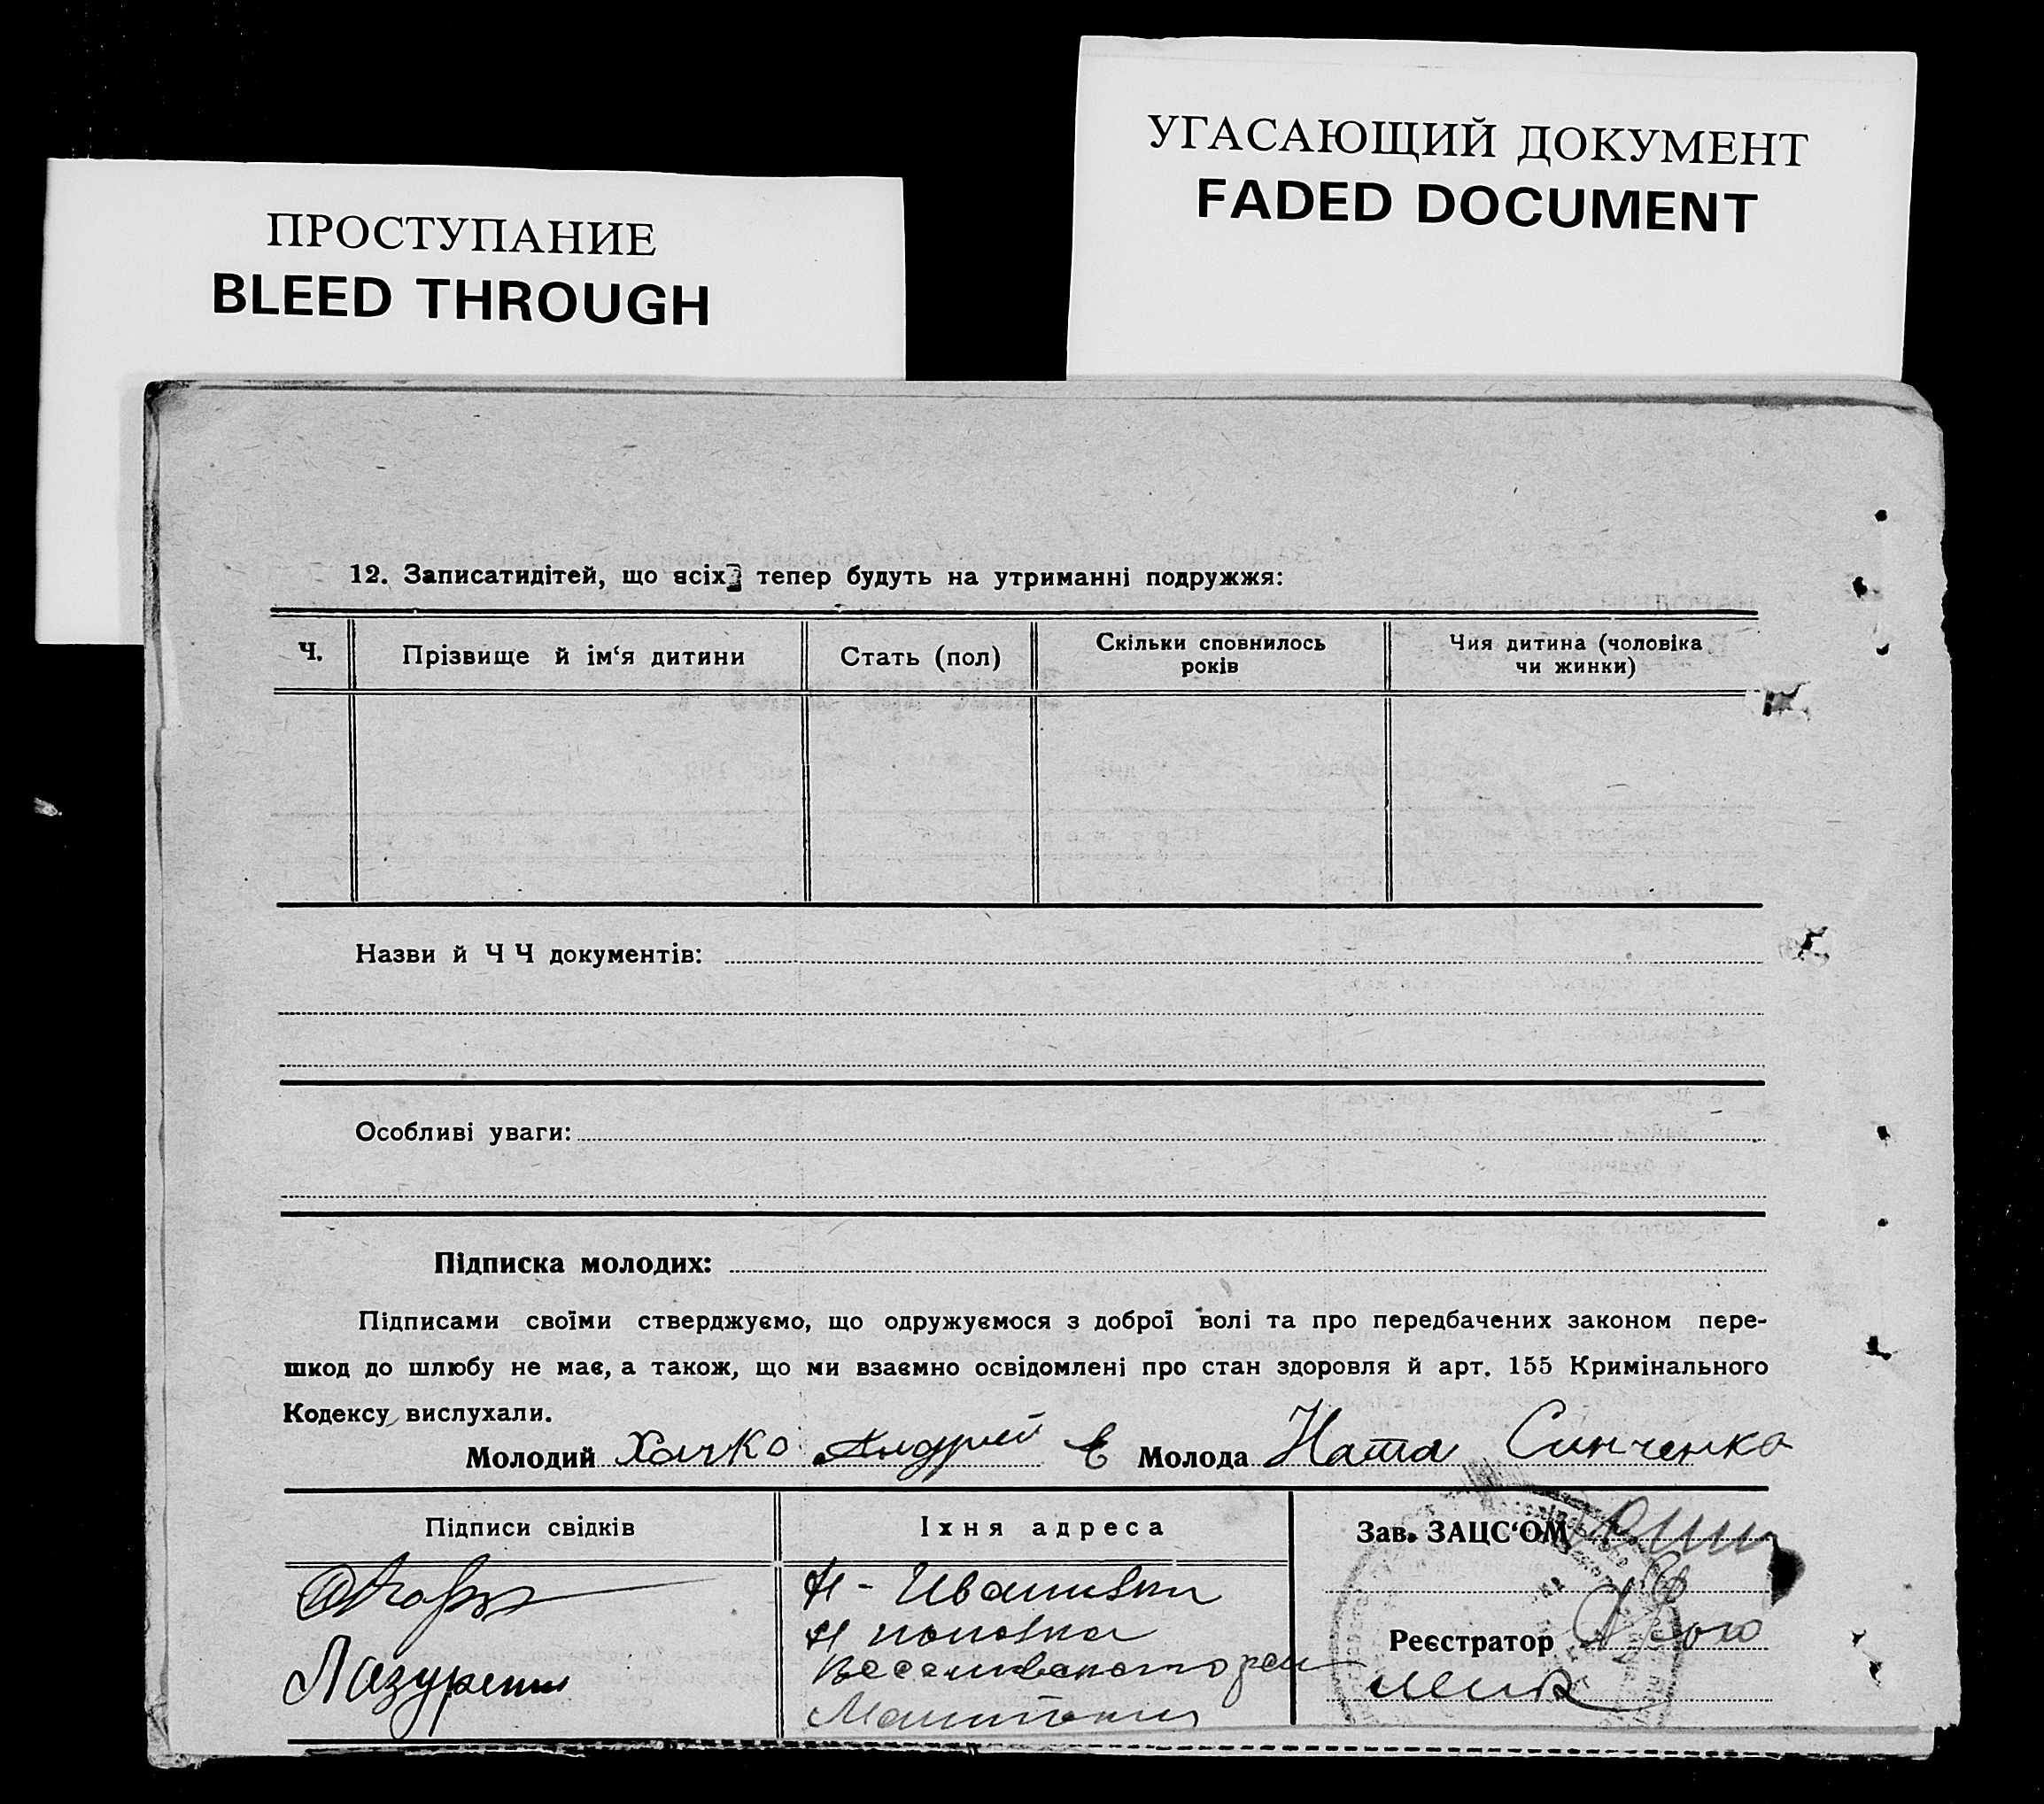 УГАСАЮЩИЙ ДОКУМЕНТ
FADED DOCUMENT
ПРОСТУПАНИЕ
BLEED THROUGH
12. Записатидітей, що всіх тепер будуть на утриманні подружжя:
Ч.
Прізвище й ім‘я дитини
Стать (пол)
Скільки сповнилось
років
Чия дитина (чоловіка
чи жинки)
Назви й Ч Ч документів:
Особливі уваги:
Підписка молодих:
Підписами своїми стверджуємо, що одружуємося з доброї волі та про передбачених законом пере-
шкод до шлюбу не має, а також, що ми взаємно освідомлені про стан здоровля й арт. 155 Кримінального
Кодексу вислухали.
Молодий Хачко Андрей Є Молода Ната Синченко
Підписи свідків
Їхня адреса
Зав. ЗАЦС‘ОМ
Н-Иванивки
Реєстратор
Лазуренко